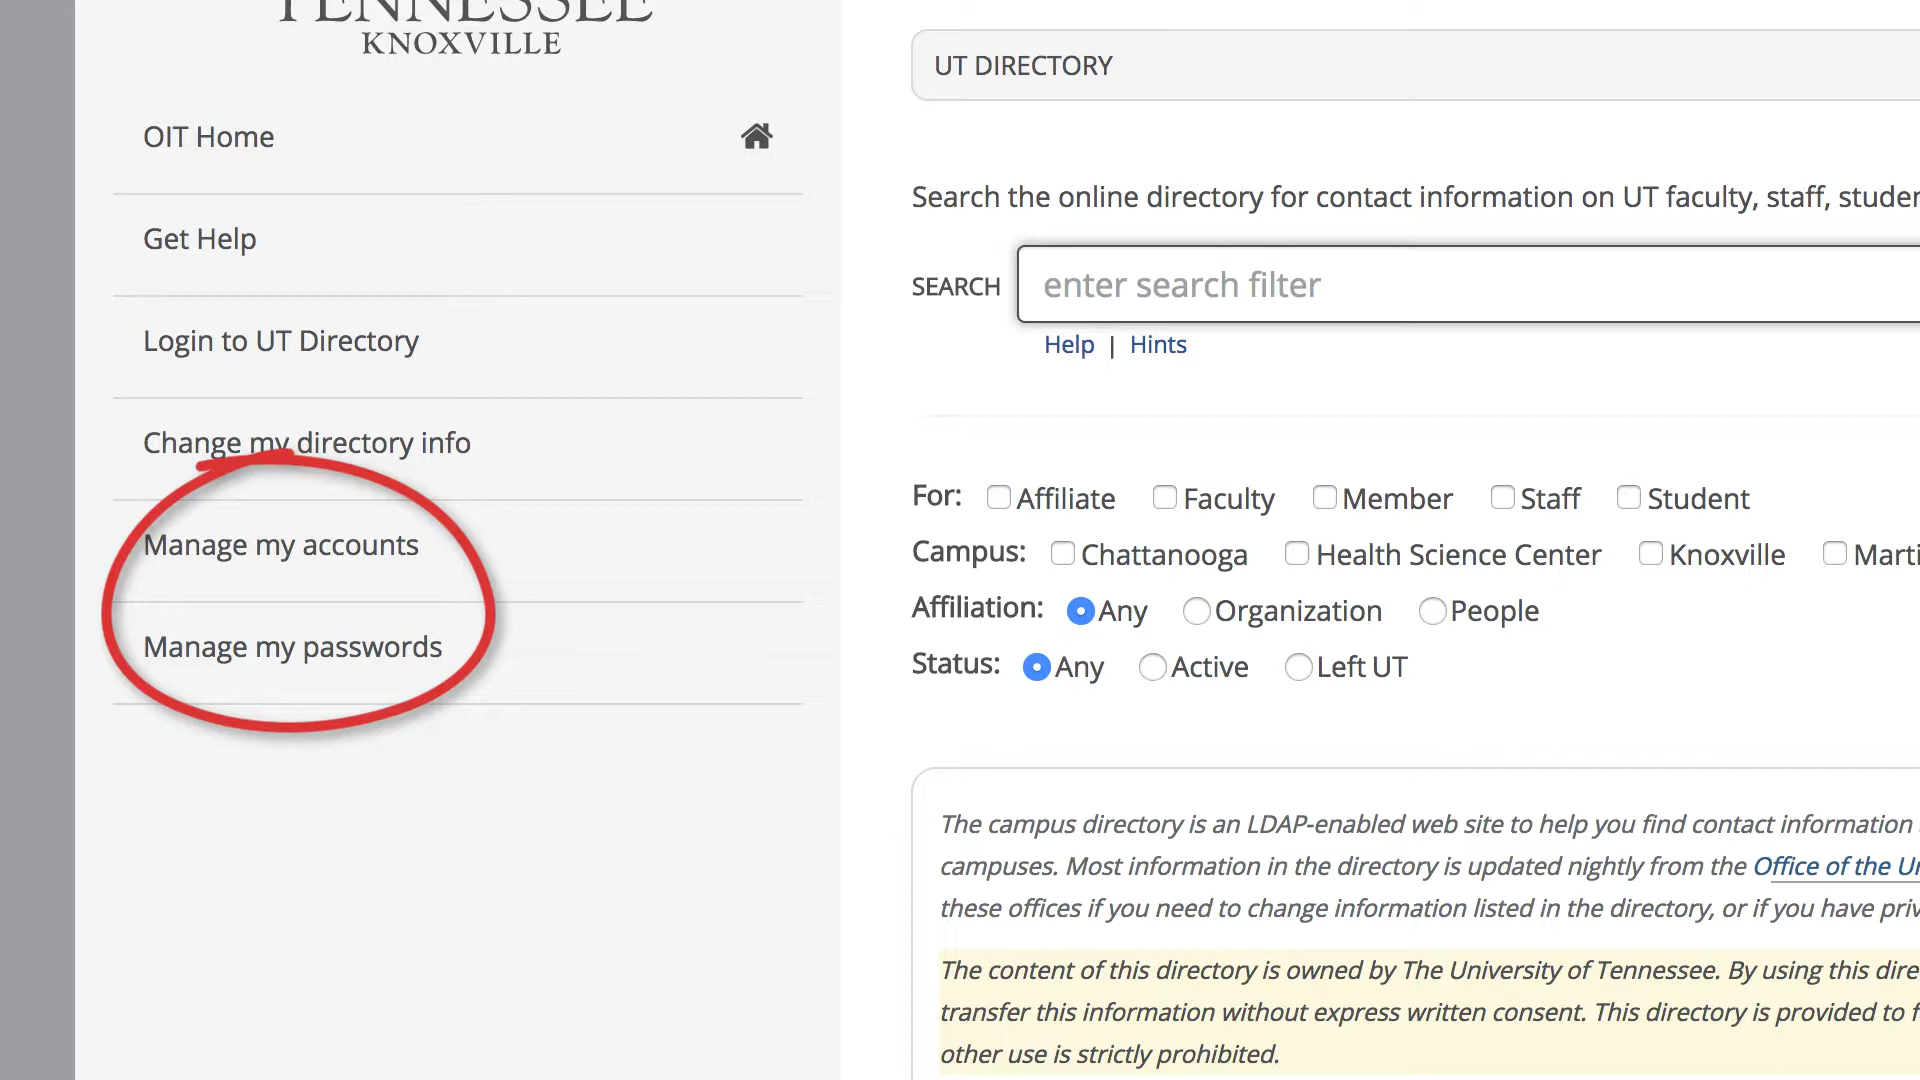 TENNESSEE
KNOXVILLE
OIT Home
Get Help
Login to UT Directory
Change my directory info
Manage my accounts
Manage my passwords
UT DIRECTORY
Search the online directory for contact information on UT faculty, staff,
SEARCH enter search filter
Help | Hints
For: Affiliate Faculty Member Staff Student
Campus: Chattanooga Health Science Center Knoxville Marti
Affiliation: Any Organization People
Status: Any Active Left UT
The campus directory is an LDAP-enabled web site to help you find contact information
campuses. Most information in the directory is updated nightly from the Office of the
these offices if you need to change information listed in the directory, or if you have
The content of this directory is owned by The University of Tennessee. By using this
transfer this information without express written consent. This directory is provided to
other use is strictly prohibited.